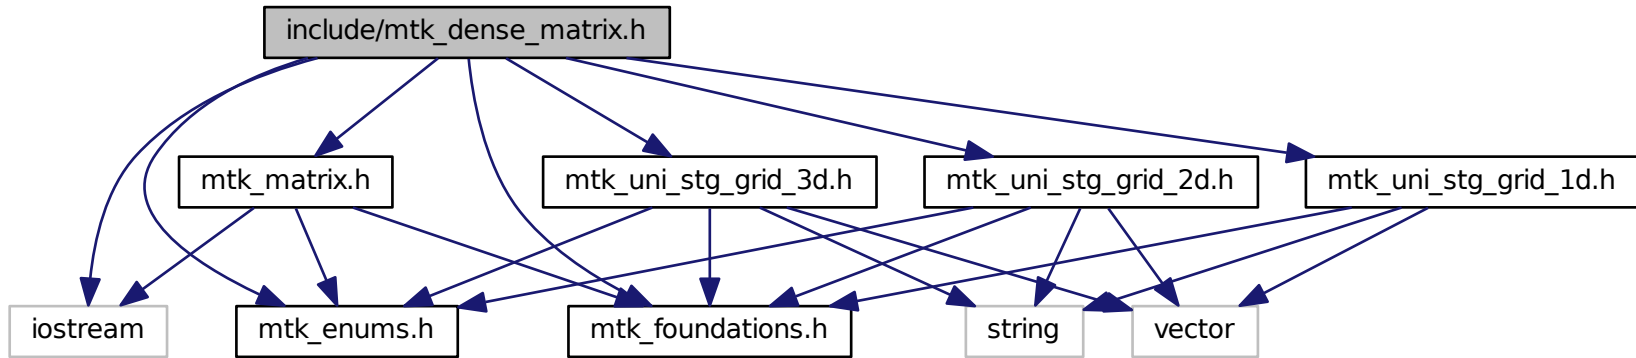 include/mtk_dense_matrix.h
mtk_matrix.h
mtk_uni_stg_grid_3d.h
mtk_uni_stg_grid_2d.h
mtk_uni_stg_grid_1d.h
iostream
mtk_enums.h
mtk_foundations.h
string
vector